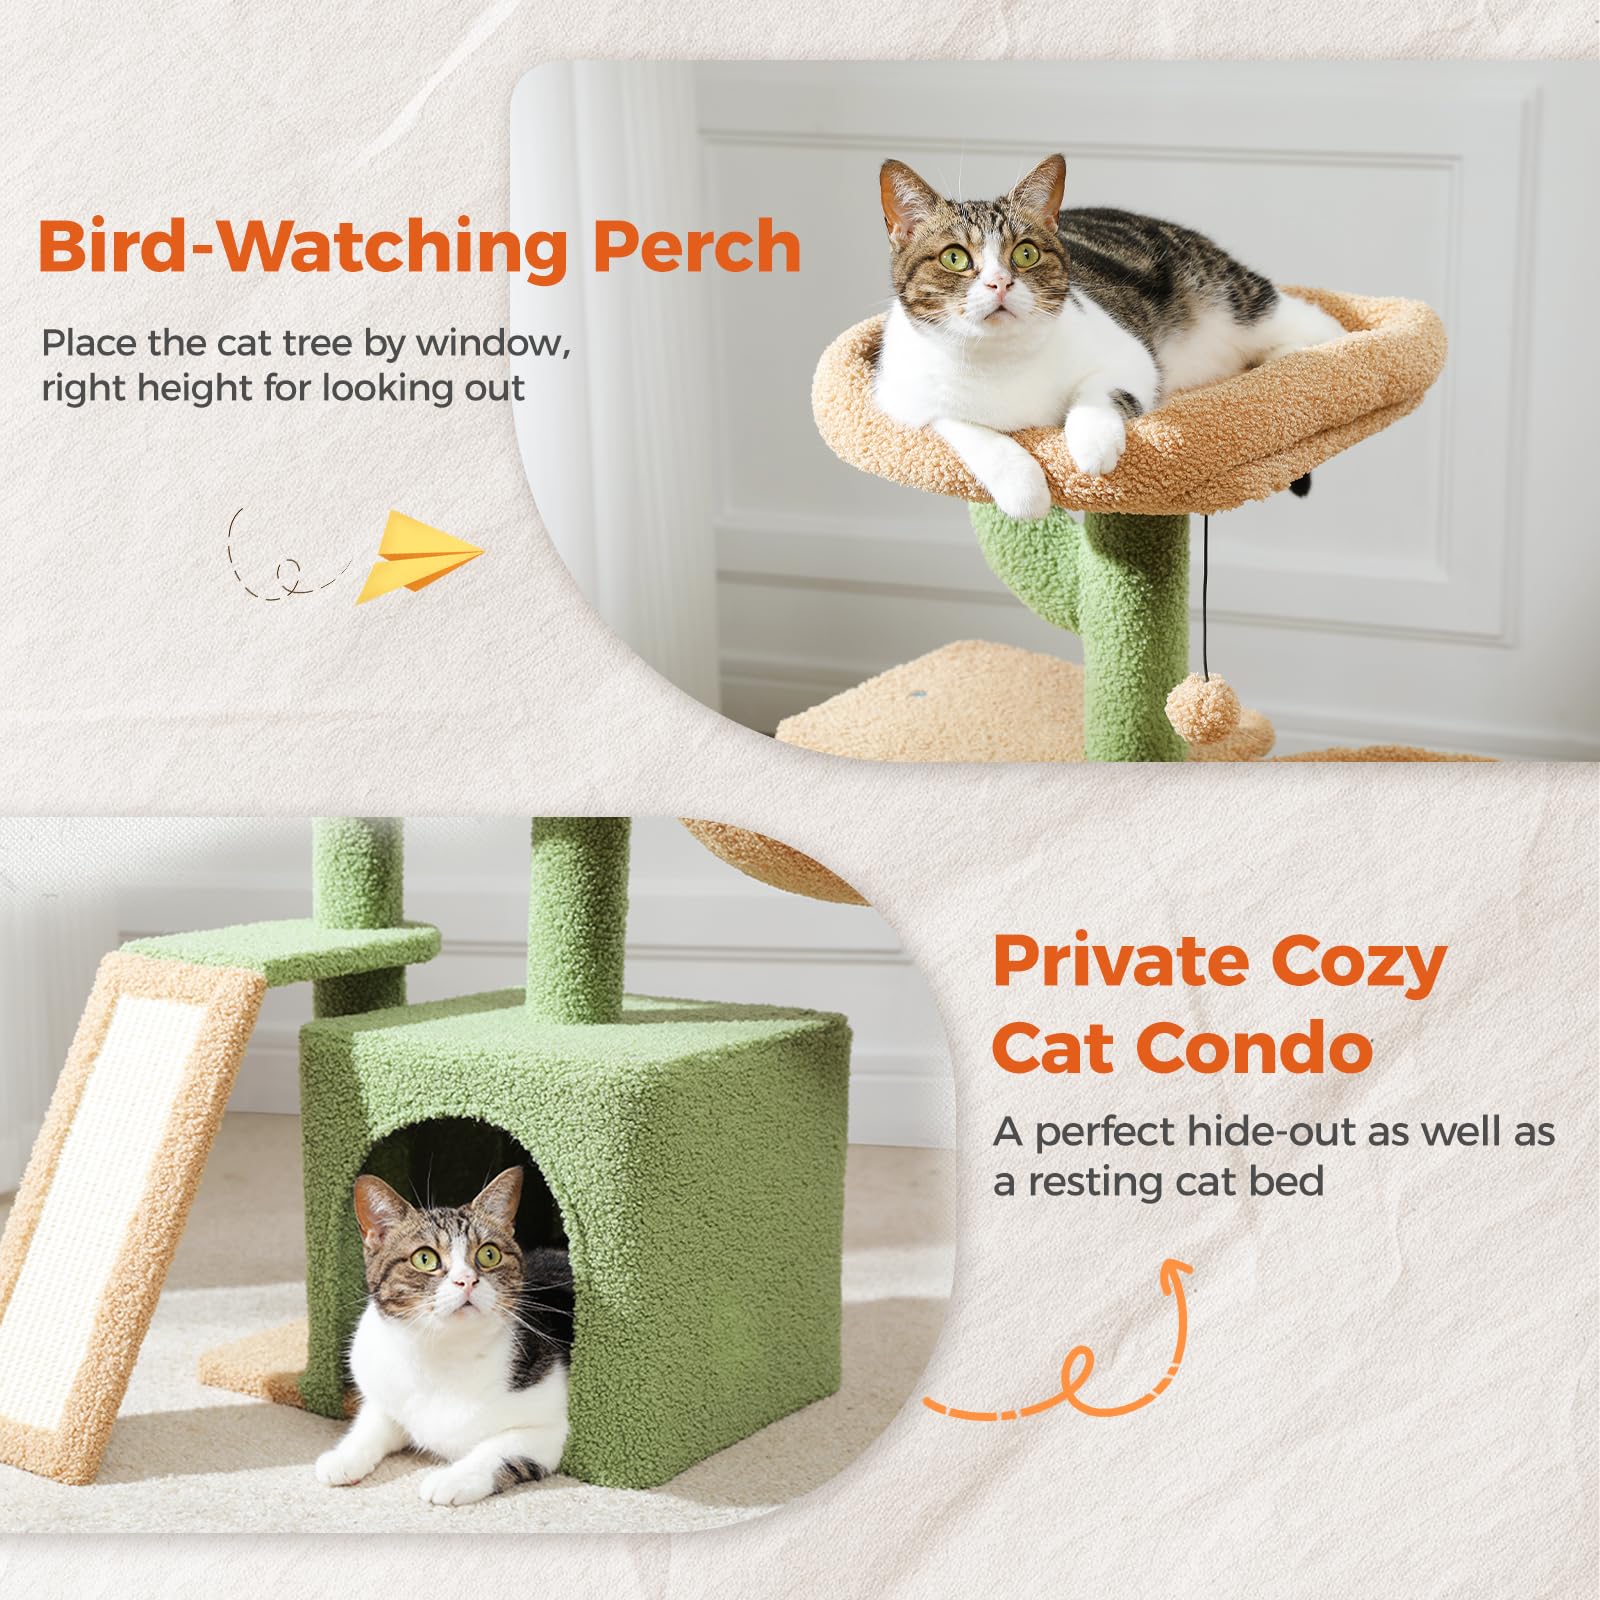 Bird-Watching Perch
Place the cat tree by window,
right height for looking out
Private Cozy
Cat Condo
A perfect hide-out as well as
a resting cat bed